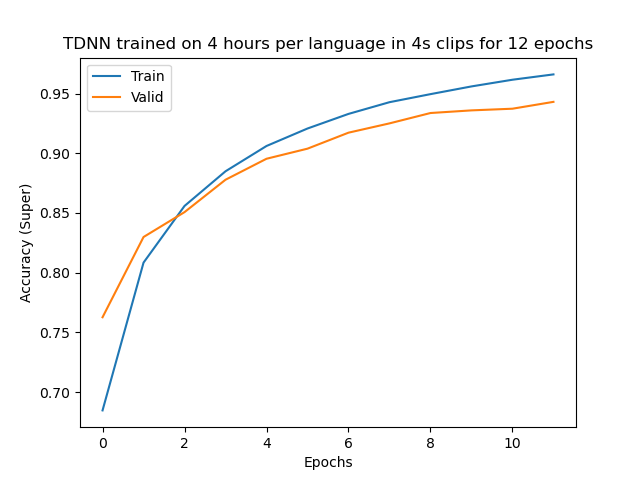 TDNN trained on 4 hours per language in 4s clips for 12 epochs
Train
Valid
0.95
0.90
0.85
0.80
0.75
0.70
Accuracy (Super)
0
2
4
6
8
10
Epochs